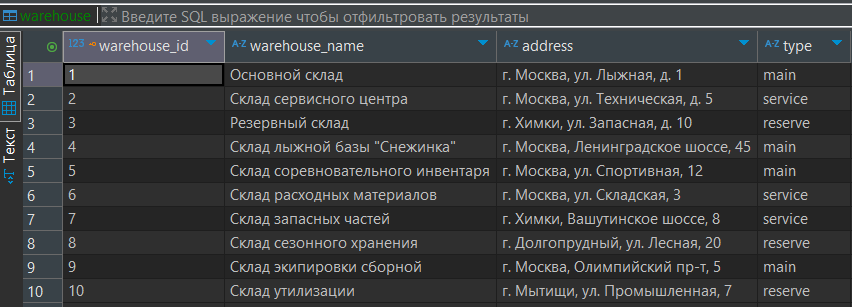 warehouse Введите SQL выражение чтобы отфильтровать результаты
Таблица
Текст
123 warehouse_id A-Z warehouse_name A-Z address A-Z type
1 1 Основной склад г. Москва, ул. Лыжная, д. 1 main
2 2 Склад сервисного центра г. Москва, ул. Техническая, д. 5 service
3 3 Резервный склад г. Химки, ул. Запасная, д. 10 reserve
4 4 Склад лыжной базы "Снежинка" г. Москва, Ленинградское шоссе, 45 main
5 5 Склад соревновательного инвентаря г. Москва, ул. Спортивная, 12 main
6 6 Склад расходных материалов г. Москва, ул. Складская, 3 service
7 7 Склад запасных частей г. Химки, Вашутинское шоссе, 8 service
8 8 Склад сезонного хранения г. Долгопрудный, ул. Лесная, 20 reserve
9 9 Склад экипировки сборной г. Москва, Олимпийский пр-т, 5 main
10 10 Склад утилизации г. Мытищи, ул. Промышленная, 7 reserve